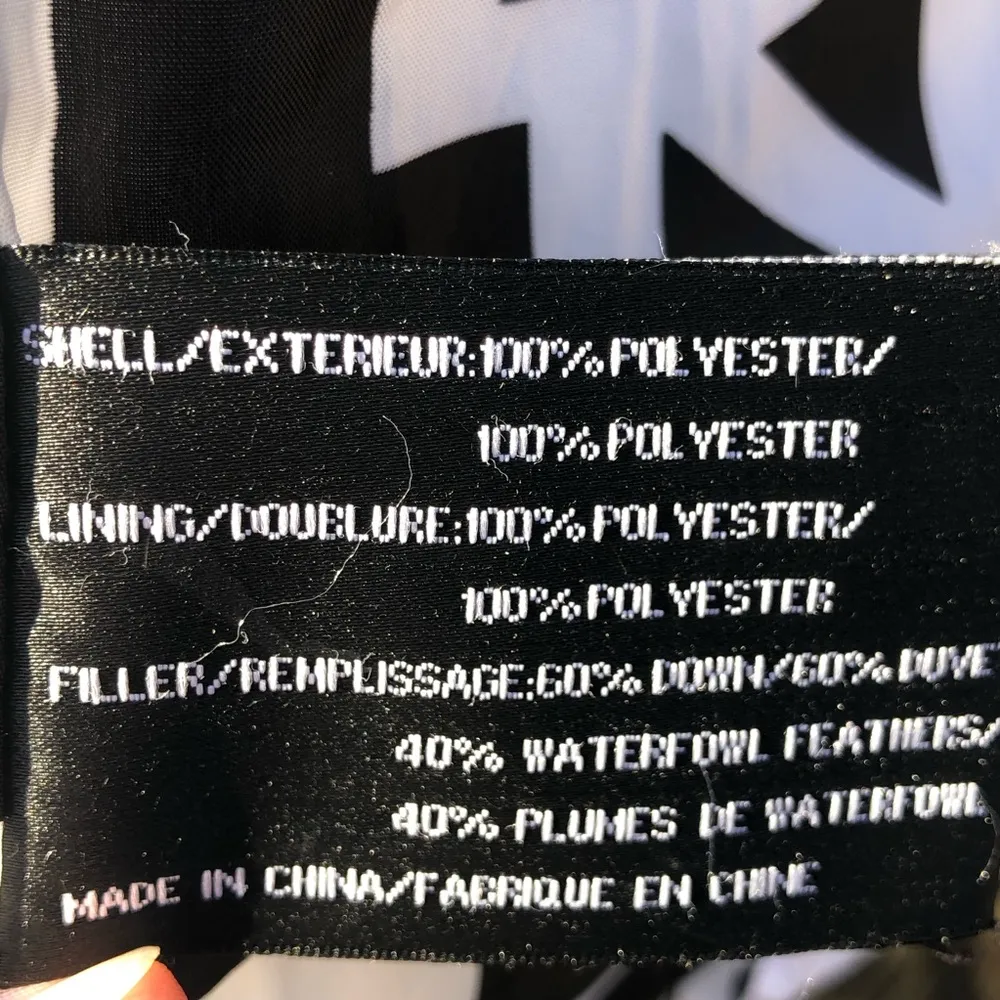 SHELL/EXTERIEUR:100%POLYESTER/
100%POLYESTER
LINING/DOUBLURE:100%POLYESTER/
100%POLYESTER
FILLER/REMPLISSAGE:60% DOWN/60% DUVE
40% WATERFOWL FEATHERS/
40% PLUMES DE WATERFOWL
MADE IN CHINA/FABRIQUE EN CHINE